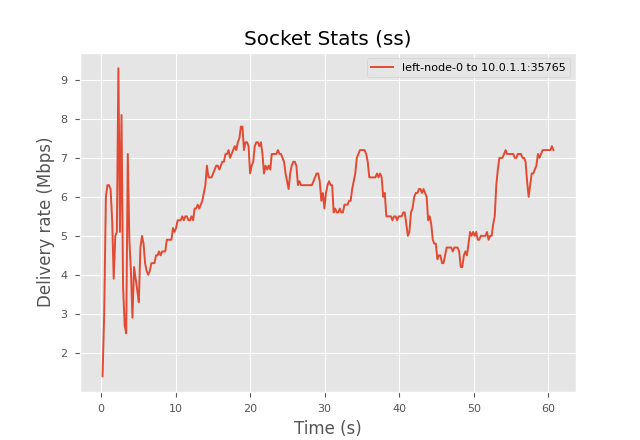 Socket Stats (ss)
left-node-0 to 10.0.1.1:35765
Delivery rate (Mbps)
9
8
7
6
5
4
3
2
0 10 20 30 40 50 60
Time (s)